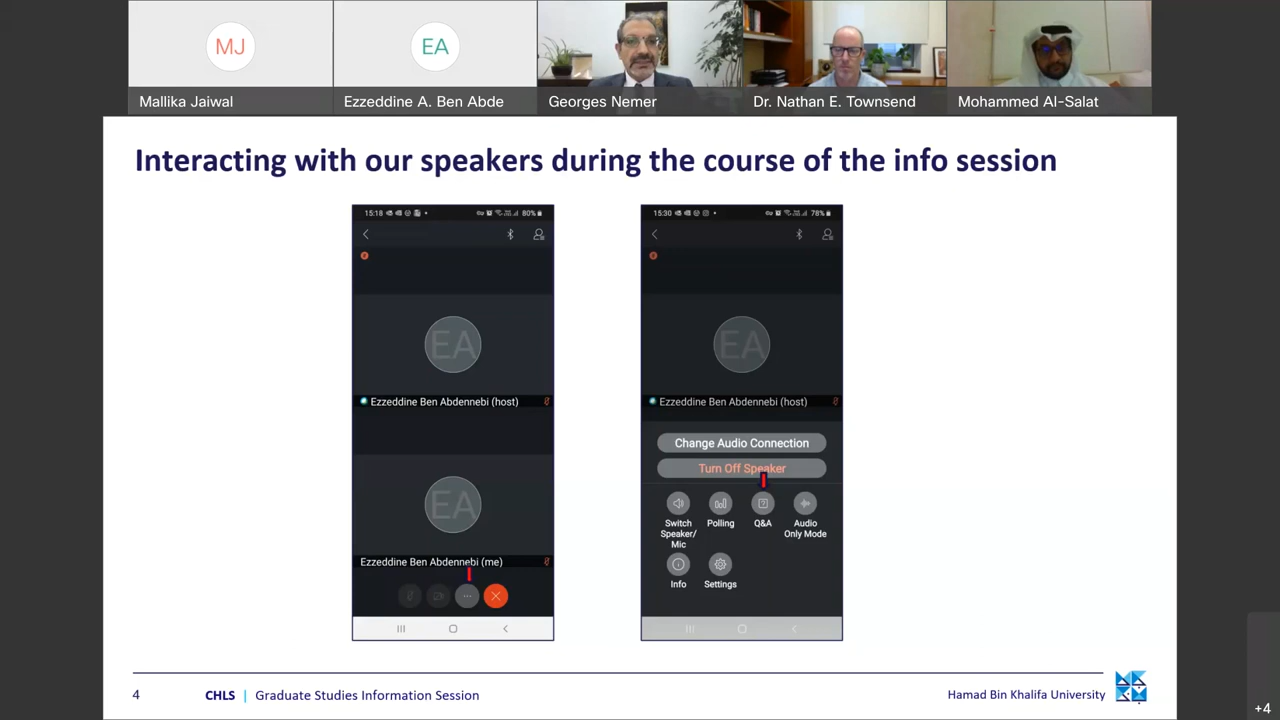 MJ
EA
Mallika Jaiwal
Ezzeddine A. Ben Abde
Georges Nemer
Dr. Nathan E. Townsend
Mohammed Al-Salat
Interacting with our speakers during the course of the info session
15:18
80%
EA
Ezzeddine Ben Abdennebi (host)
EA
Ezzeddine Ben Abdennebi (me)
15:30
78%
EA
Ezzeddine Ben Abdennebi (host)
Change Audio Connection
Turn Off Speaker
Switch Speaker/ Mic
Polling
Q&A
Audio Only Mode
Info
Settings
4
CHLS | Graduate Studies Information Session
Hamad Bin Khalifa University
+4